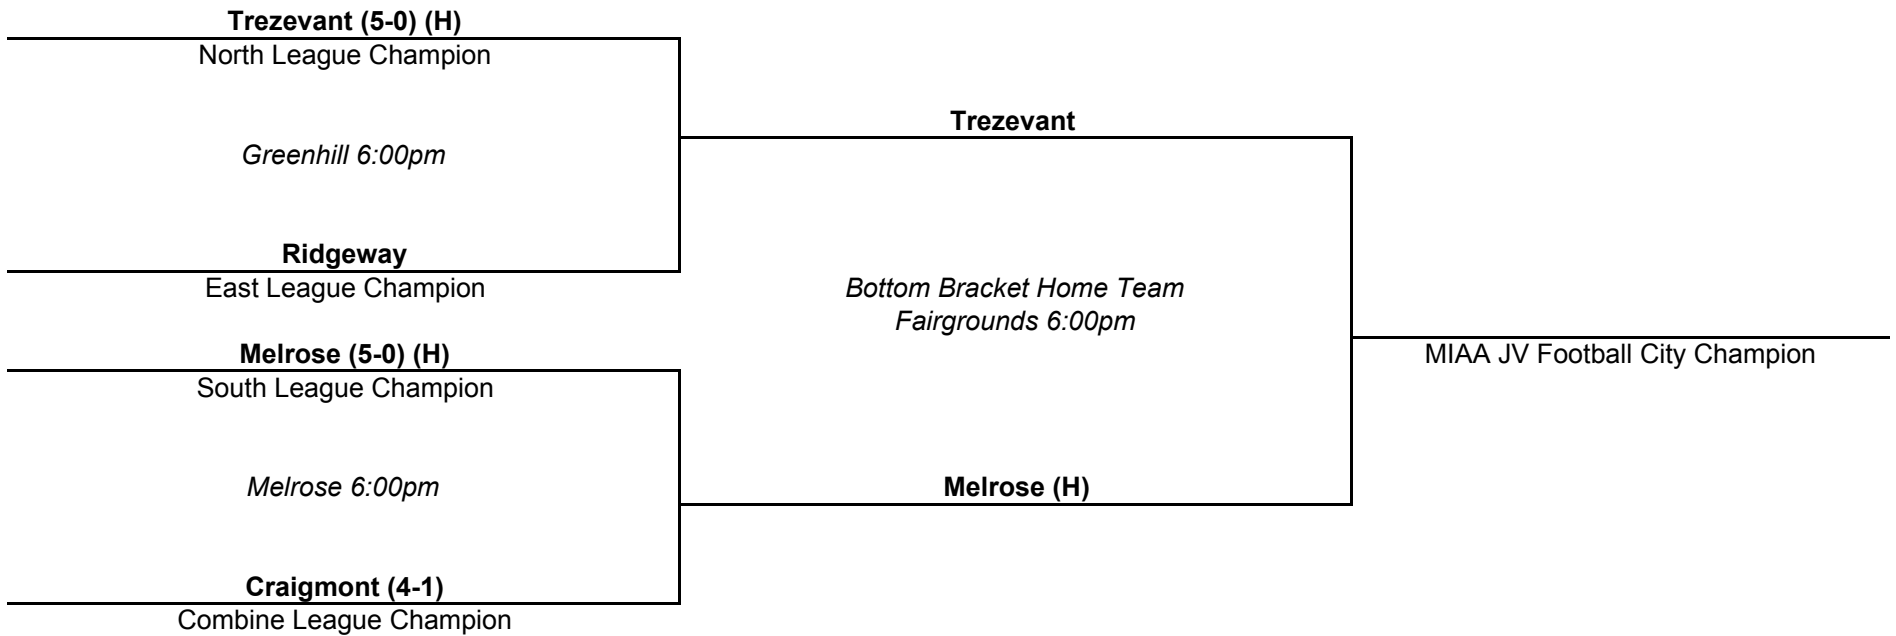 Trezevant (5-0) (H)
North League Champion
Greenhill 6:00pm
Ridgeway
East League Champion
Melrose (5-0) (H)
South League Champion
Melrose 6:00pm
Craigmont (4-1)
Combine League Champion
Trezevant
Bottom Bracket Home Team
Fairgrounds 6:00pm
Melrose (H)
MIAA JV Football City Champion